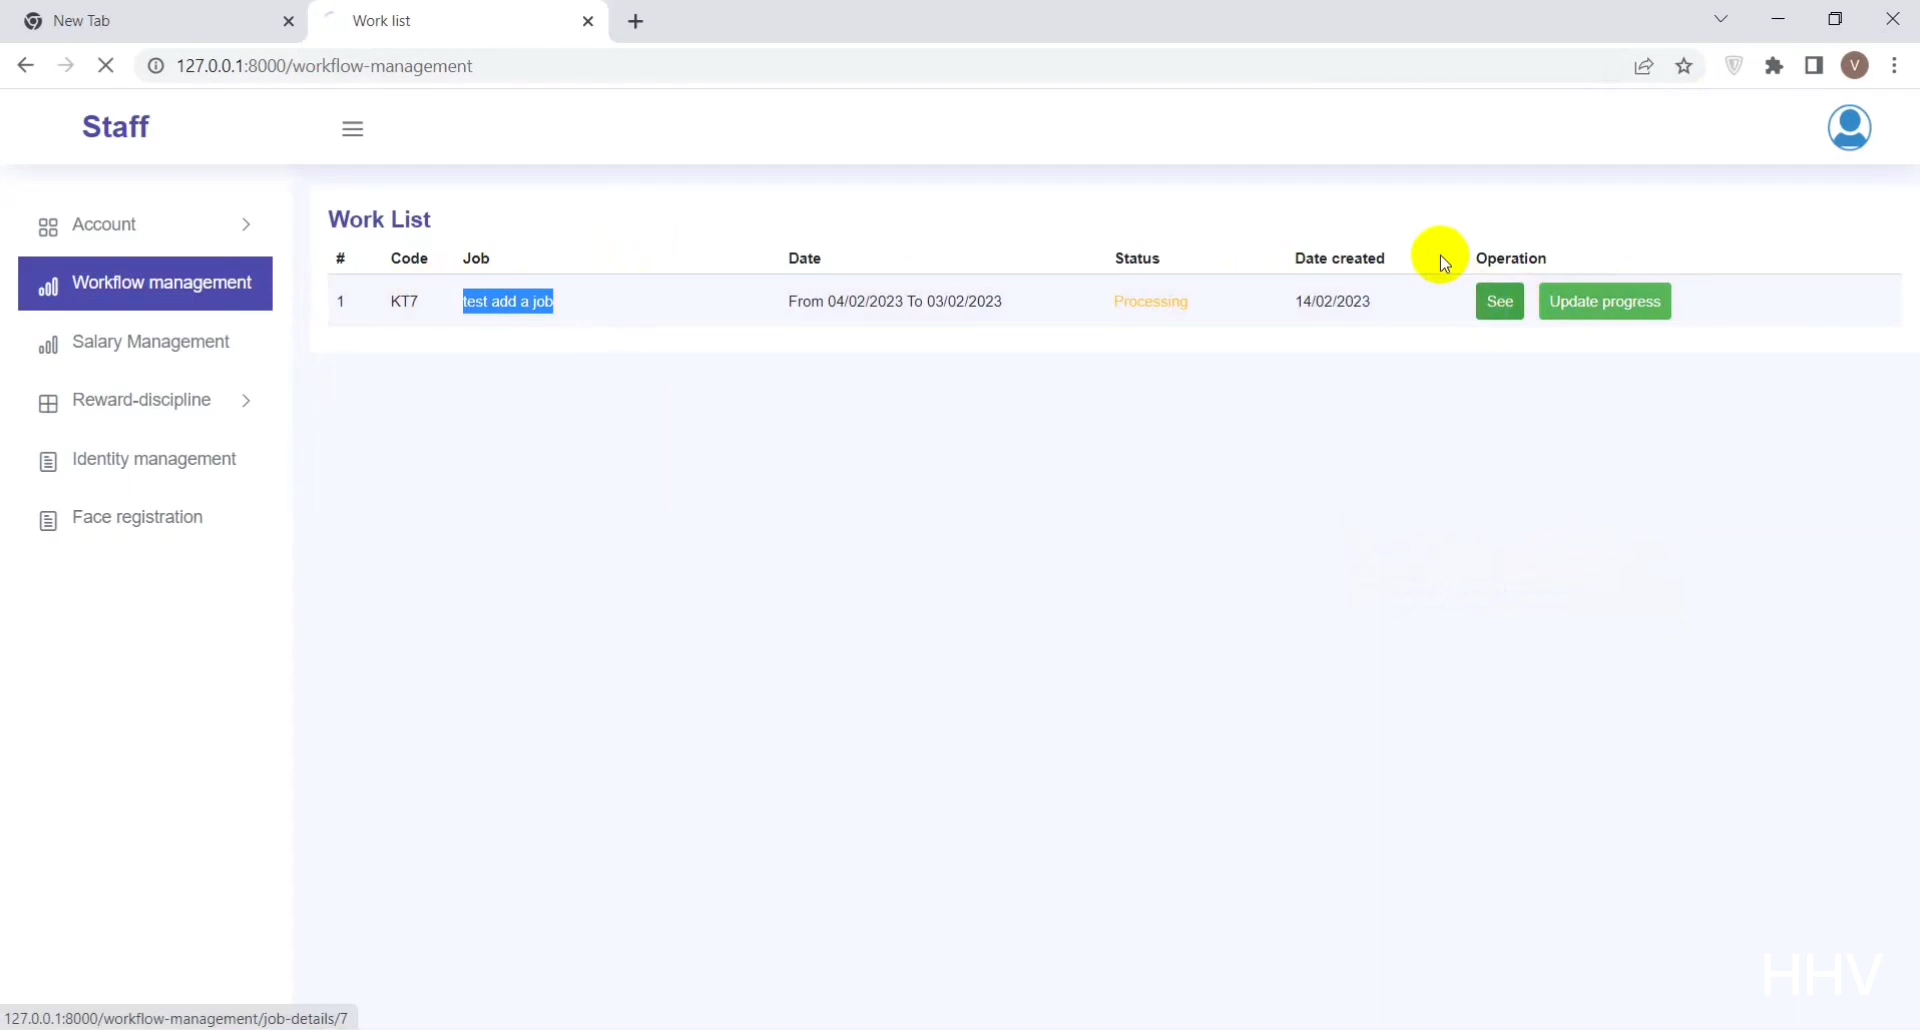 New Tab
Work list
127.0.0.1:8000/workflow-management
V
Staff
Account
Workflow management
Salary Management
Reward-discipline
Identity management
Face registration
Work List
# Code Job Date Status Date created Operation
1 KT7 test add a job From 04/02/2023 To 03/02/2023 Processing 14/02/2023 See Update progress
HHV
127.0.0.1:8000/workflow-management/job-details/7